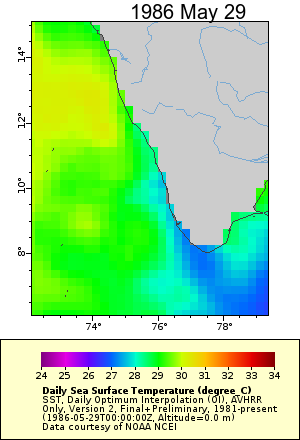 1986 May 29
14°
12°
10°
8°
74°
76°
78°
24 25 26 27 28 29 30 31 32 33 34
Daily Sea Surface Temperature (degree_C)
SST, Daily Optimum Interpolation (OI), AVHRR
Only, Version 2, Final+Preliminary, 1981-present
(1986-05-29T00:00:00Z, Altitude=0.0 m)
Data courtesy of NOAA NCEI